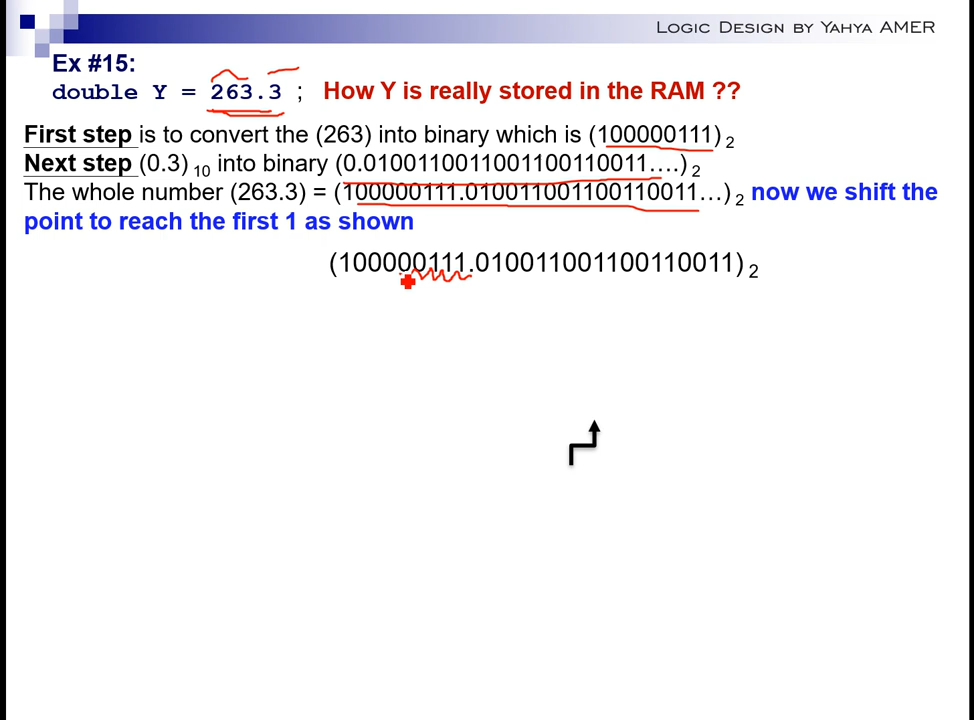 LOGIC DESIGN BY YAHYA AMER
Ex #15:
double Y = 263.3 ; How Y is really stored in the RAM ??
First step is to convert the (263) into binary which is (100000111) 2
Next step (0.3) 10 into binary (0.0100110011001100110011....) 2
The whole number (263.3) = (100000111.010011001100110011...) 2 now we shift the
point to reach the first 1 as shown
(100000111.010011001100110011) 2